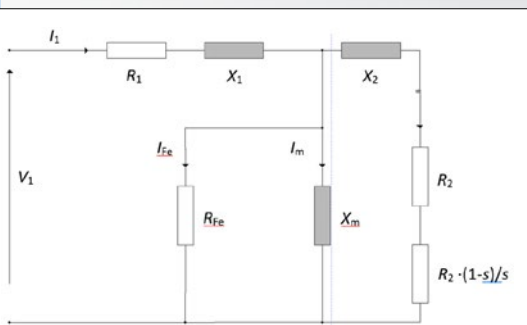 I1
R1
X1
X2
IFe
Im
V1
R2
RFe
Xm
R2 ·(1-s)/s